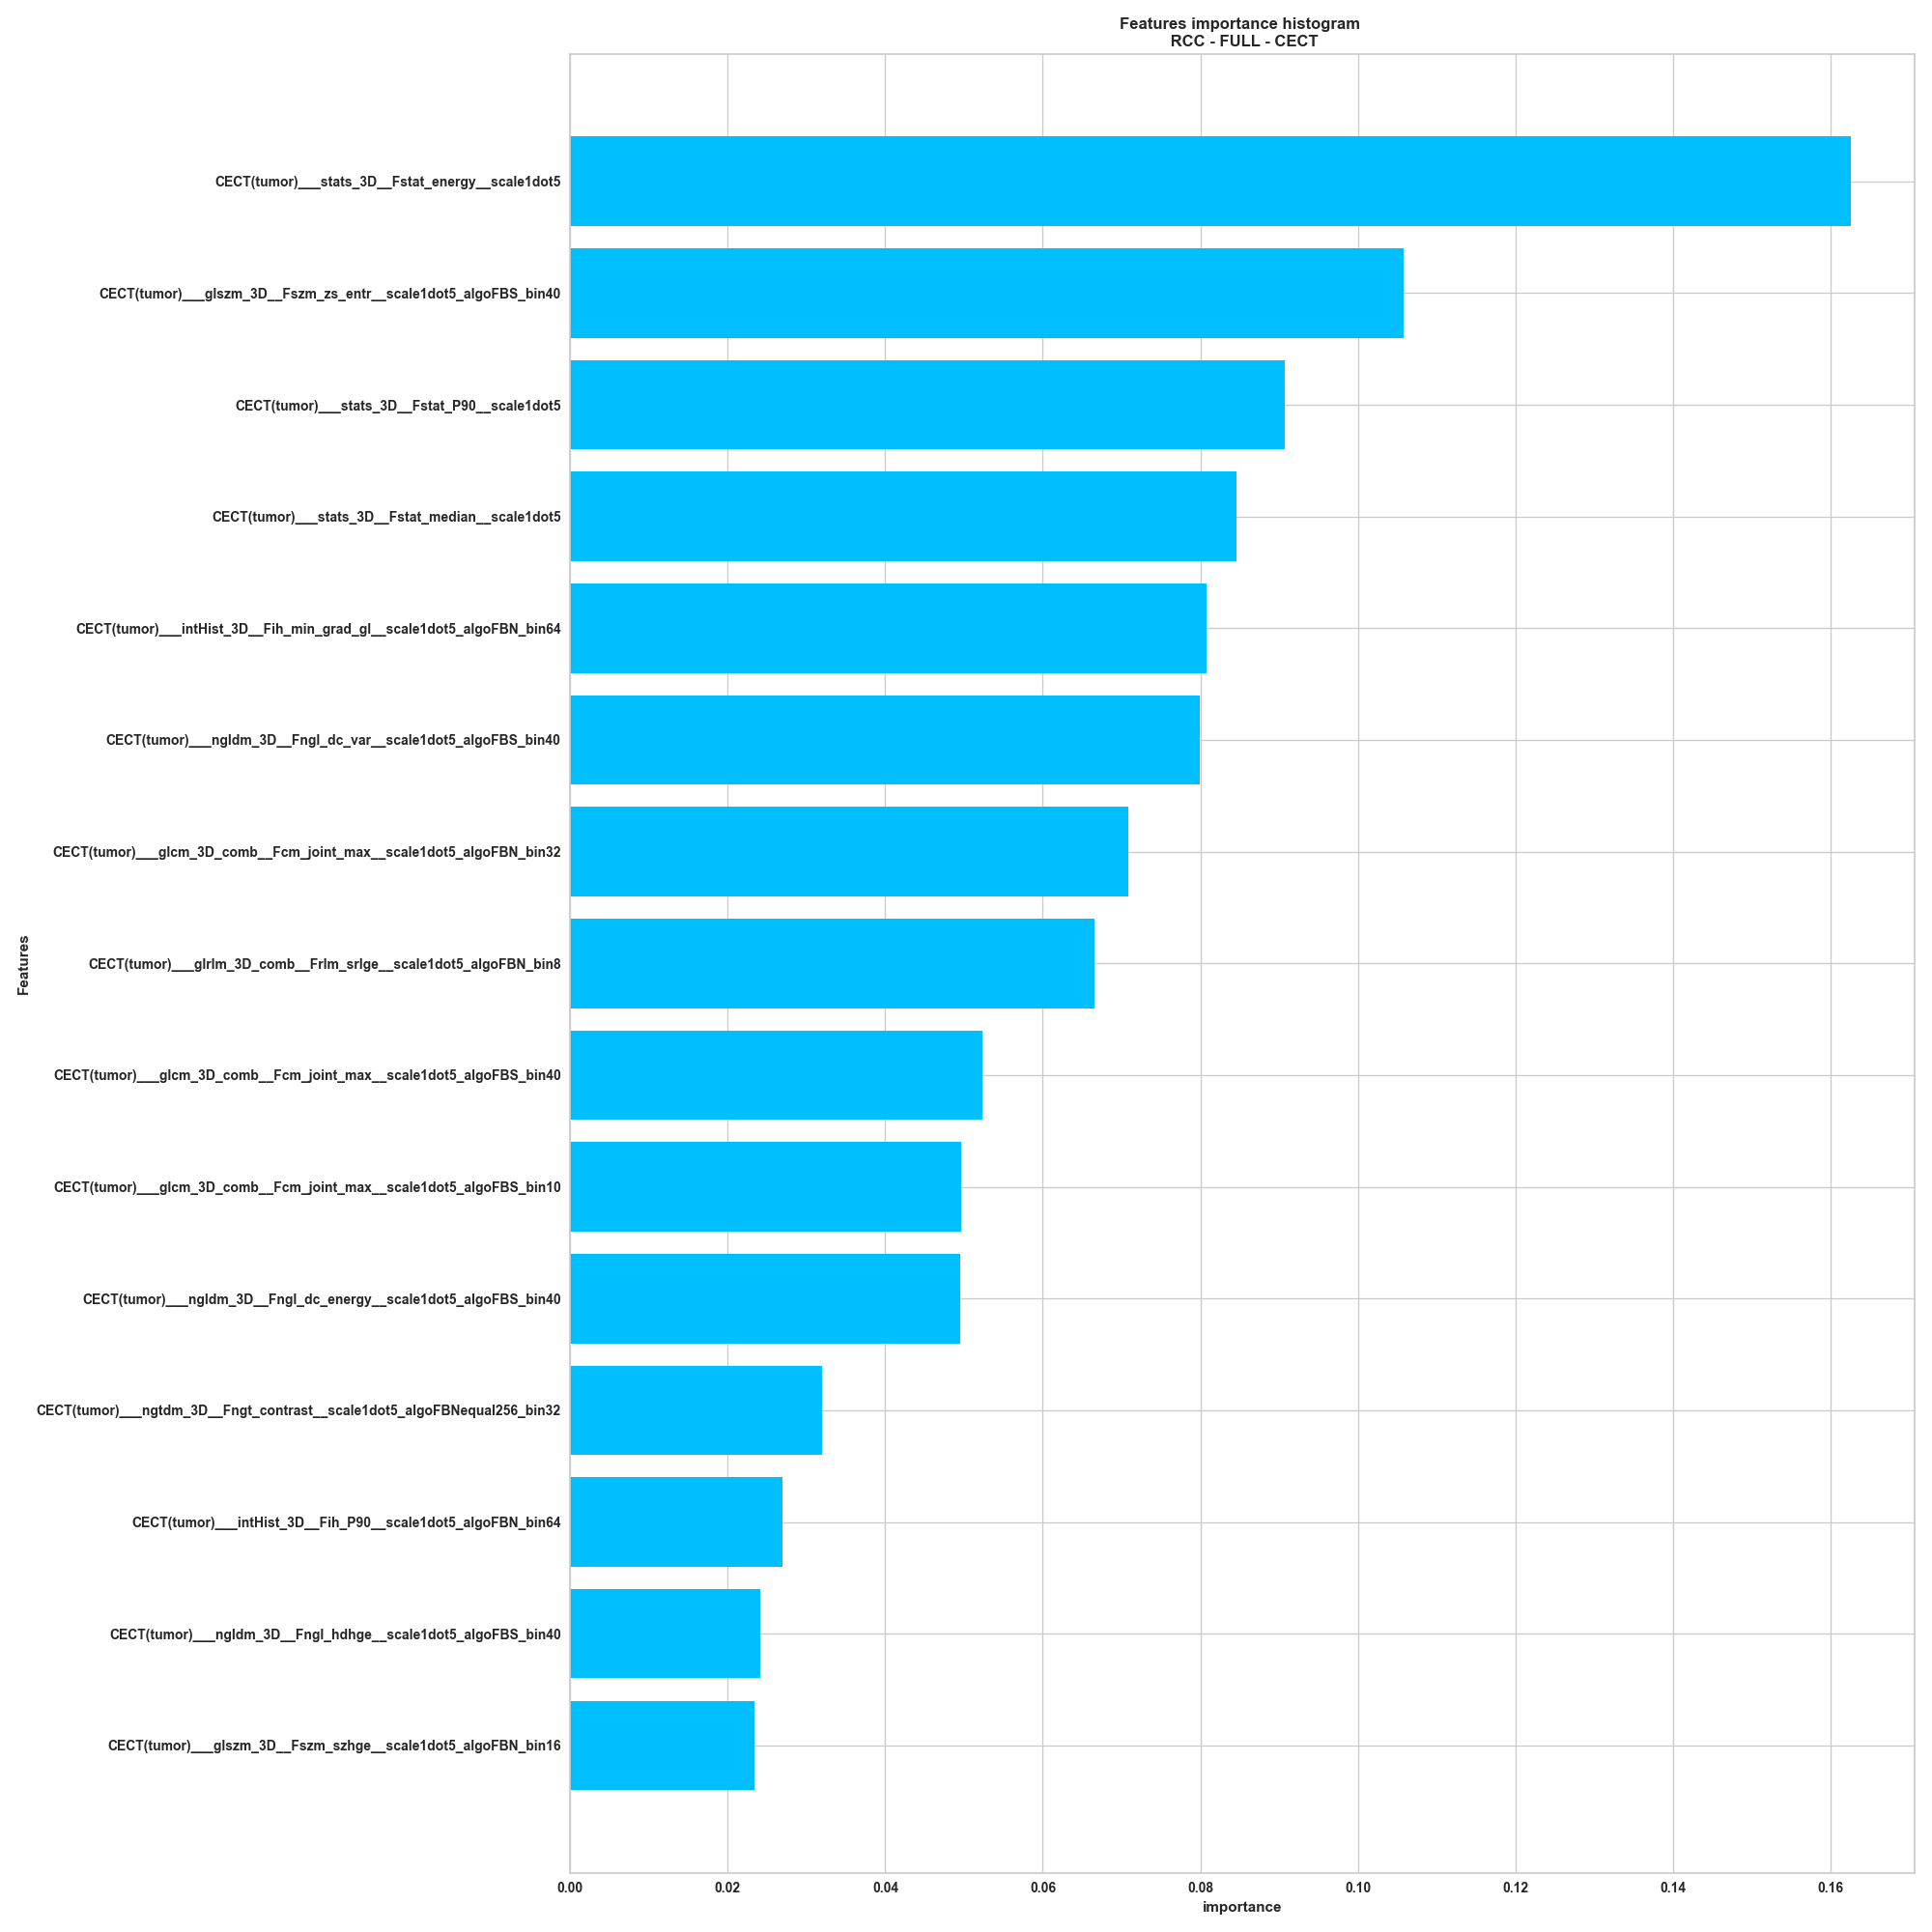 Features importance histogram
RCC - FULL - CECT
CECT(tumor)___stats_3D__Fstat_energy__scale1dot5
CECT(tumor)___glszm_3D__Fszm_zs_entr__scale1dot5_algoFBS_bin40
CECT(tumor)___stats_3D__Fstat_P90__scale1dot5
CECT(tumor)___stats_3D__Fstat_median__scale1dot5
CECT(tumor)___intHist_3D__Fih_min_grad_gl__scale1dot5_algoFBN_bin64
CECT(tumor)___ngldm_3D__Fngl_dc_var__scale1dot5_algoFBS_bin40
CECT(tumor)___glcm_3D_comb__Fcm_joint_max__scale1dot5_algoFBN_bin32
CECT(tumor)___glrlm_3D_comb__Frlm_srlge__scale1dot5_algoFBN_bin8
CECT(tumor)___glcm_3D_comb__Fcm_joint_max__scale1dot5_algoFBS_bin40
CECT(tumor)___glcm_3D_comb__Fcm_joint_max__scale1dot5_algoFBS_bin10
CECT(tumor)___ngldm_3D__Fngl_dc_energy__scale1dot5_algoFBS_bin40
CECT(tumor)___ngtdm_3D__Fngt_contrast__scale1dot5_algoFBNequal256_bin32
CECT(tumor)___intHist_3D__Fih_P90__scale1dot5_algoFBN_bin64
CECT(tumor)___ngldm_3D__Fngl_hdhge__scale1dot5_algoFBS_bin40
CECT(tumor)___glszm_3D__Fszm_szhge__scale1dot5_algoFBN_bin16
Features
0.00 0.02 0.04 0.06 0.08 0.10 0.12 0.14 0.16
importance